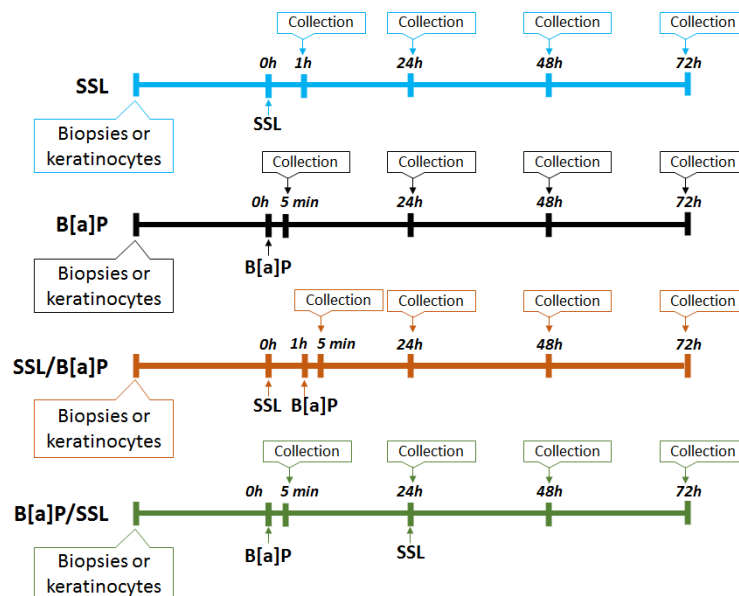 Collection Collection Collection Collection
0h 1h 24h 48h 72h
SSL
SSL
Biopsies or
keratinocytes
Collection Collection Collection Collection
0h 5 min 24h 48h 72h
B[a]P
B[a]P
Biopsies or
keratinocytes
Collection Collection Collection Collection
0h 1h 5 min 24h 48h 72h
SSL/B[a]P
SSL B[a]P
Biopsies or
keratinocytes
Collection Collection Collection Collection
0h 5 min 24h 48h 72h
B[a]P/SSL
B[a]P SSL
Biopsies or
keratinocytes